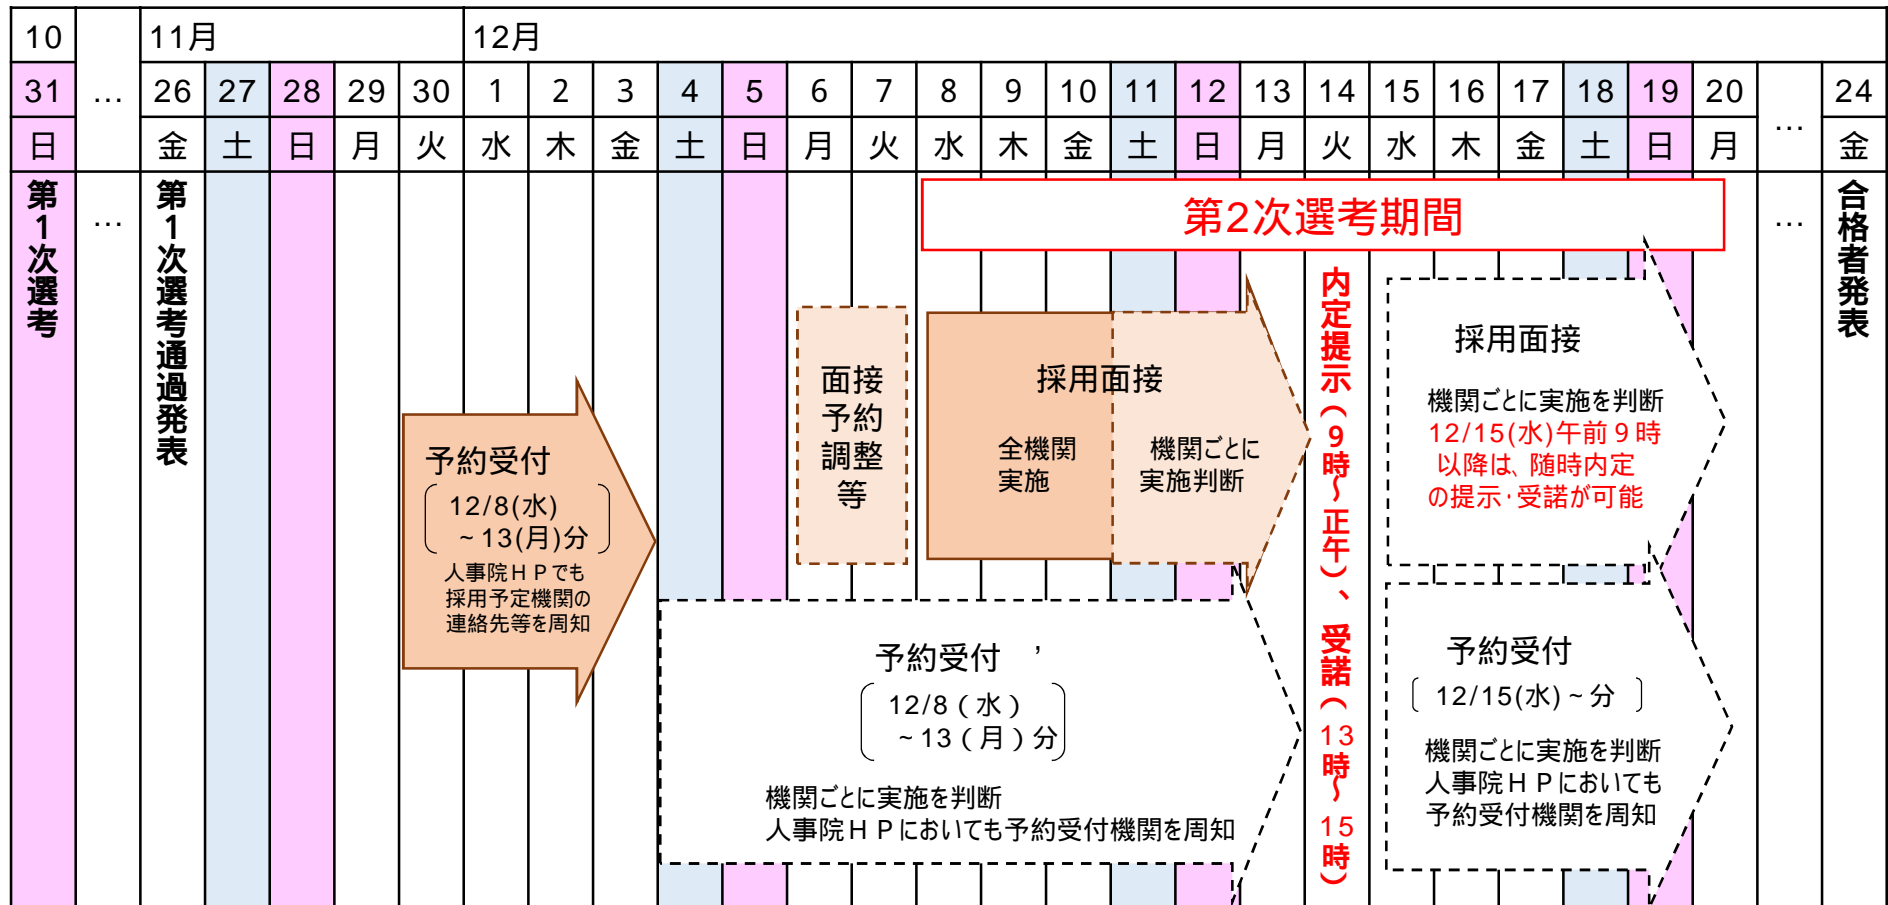 10 11月 12月
31 … 26 27 28 29 30 1 2 3 4 5 6 7 8 9 10 11 12 13 14 15 16 17 18 19 20 … 24
日 金 土 日 月 火 水 木 金 土 日 月 火 水 木 金 土 日 月 火 水 木 金 土 日 月 金
第1次選考
…
第1次選考通過発表
予約受付
12/8(水)
~13(月)分
人事院HPでも
採用予定機関の
連絡先等を周知
面接
予約
調整
等
第2次選考期間
採用面接
全機関
実施
機関ごとに
実施判断
予約受付 ’
12/8(水)
~13(月)分
機関ごとに実施を判断
人事院HPにおいても予約受付機関を周知
内定提示(9時~正午)、受諾(13時~15時)
採用面接
機関ごとに実施を判断
12/15(水)午前9時
以降は、随時内定
の提示・受諾が可能
予約受付
[12/15(水)~分]
機関ごとに実施を判断
人事院HPにおいても
予約受付機関を周知
…
合格者発表